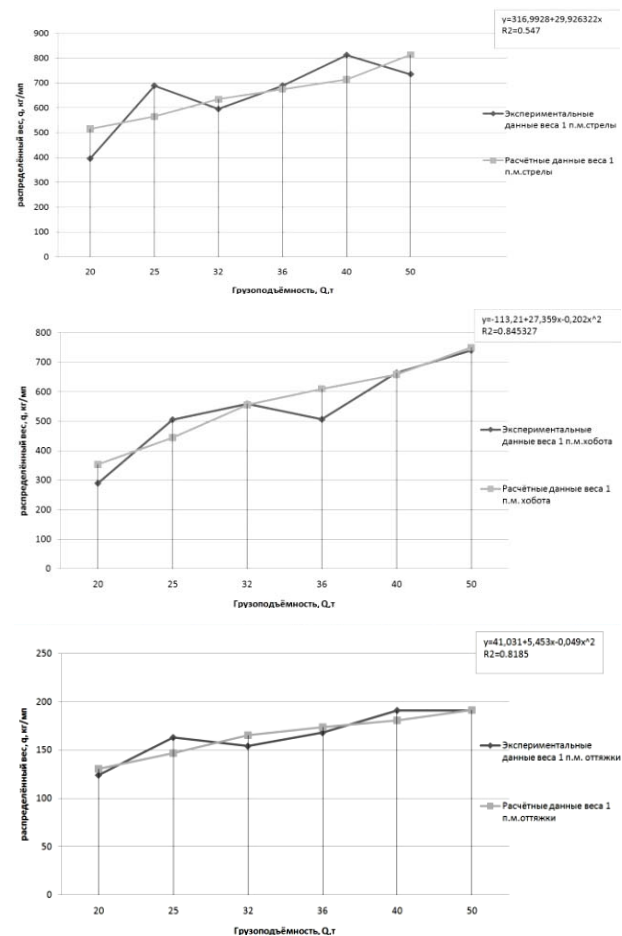 y=316,9928+29,926322x
R2=0.547
900
800
700
600
500
400
300
200
100
0
распределённый вес, q, кг/мп
20 25 32 36 40 50
Грузоподъёмность, Q,т
Экспериментальные
данные веса 1 п.м.стрелы
Расчётные данные веса 1
п.м.стрелы
y=-113,21+27,359x-0,202x^2
R2=0.845327
800
700
600
500
400
300
200
100
0
распределённый вес, q, кг/мп
20 25 32 36 40 50
Грузоподъёмность, Q,т
Экспериментальные
данные веса 1 п.м.хобота
Расчётные данные веса 1
п.м. хобота
y=41,031+5,453x-0,049x^2
R2=0.8185
250
200
150
100
50
0
распределённый вес, q, кг/мп
20 25 32 36 40 50
Грузоподъёмность, Q,т
Экспериментальные
данные веса 1 п.м. оттяжки
Расчётные данные веса 1
п.м.оттяжки